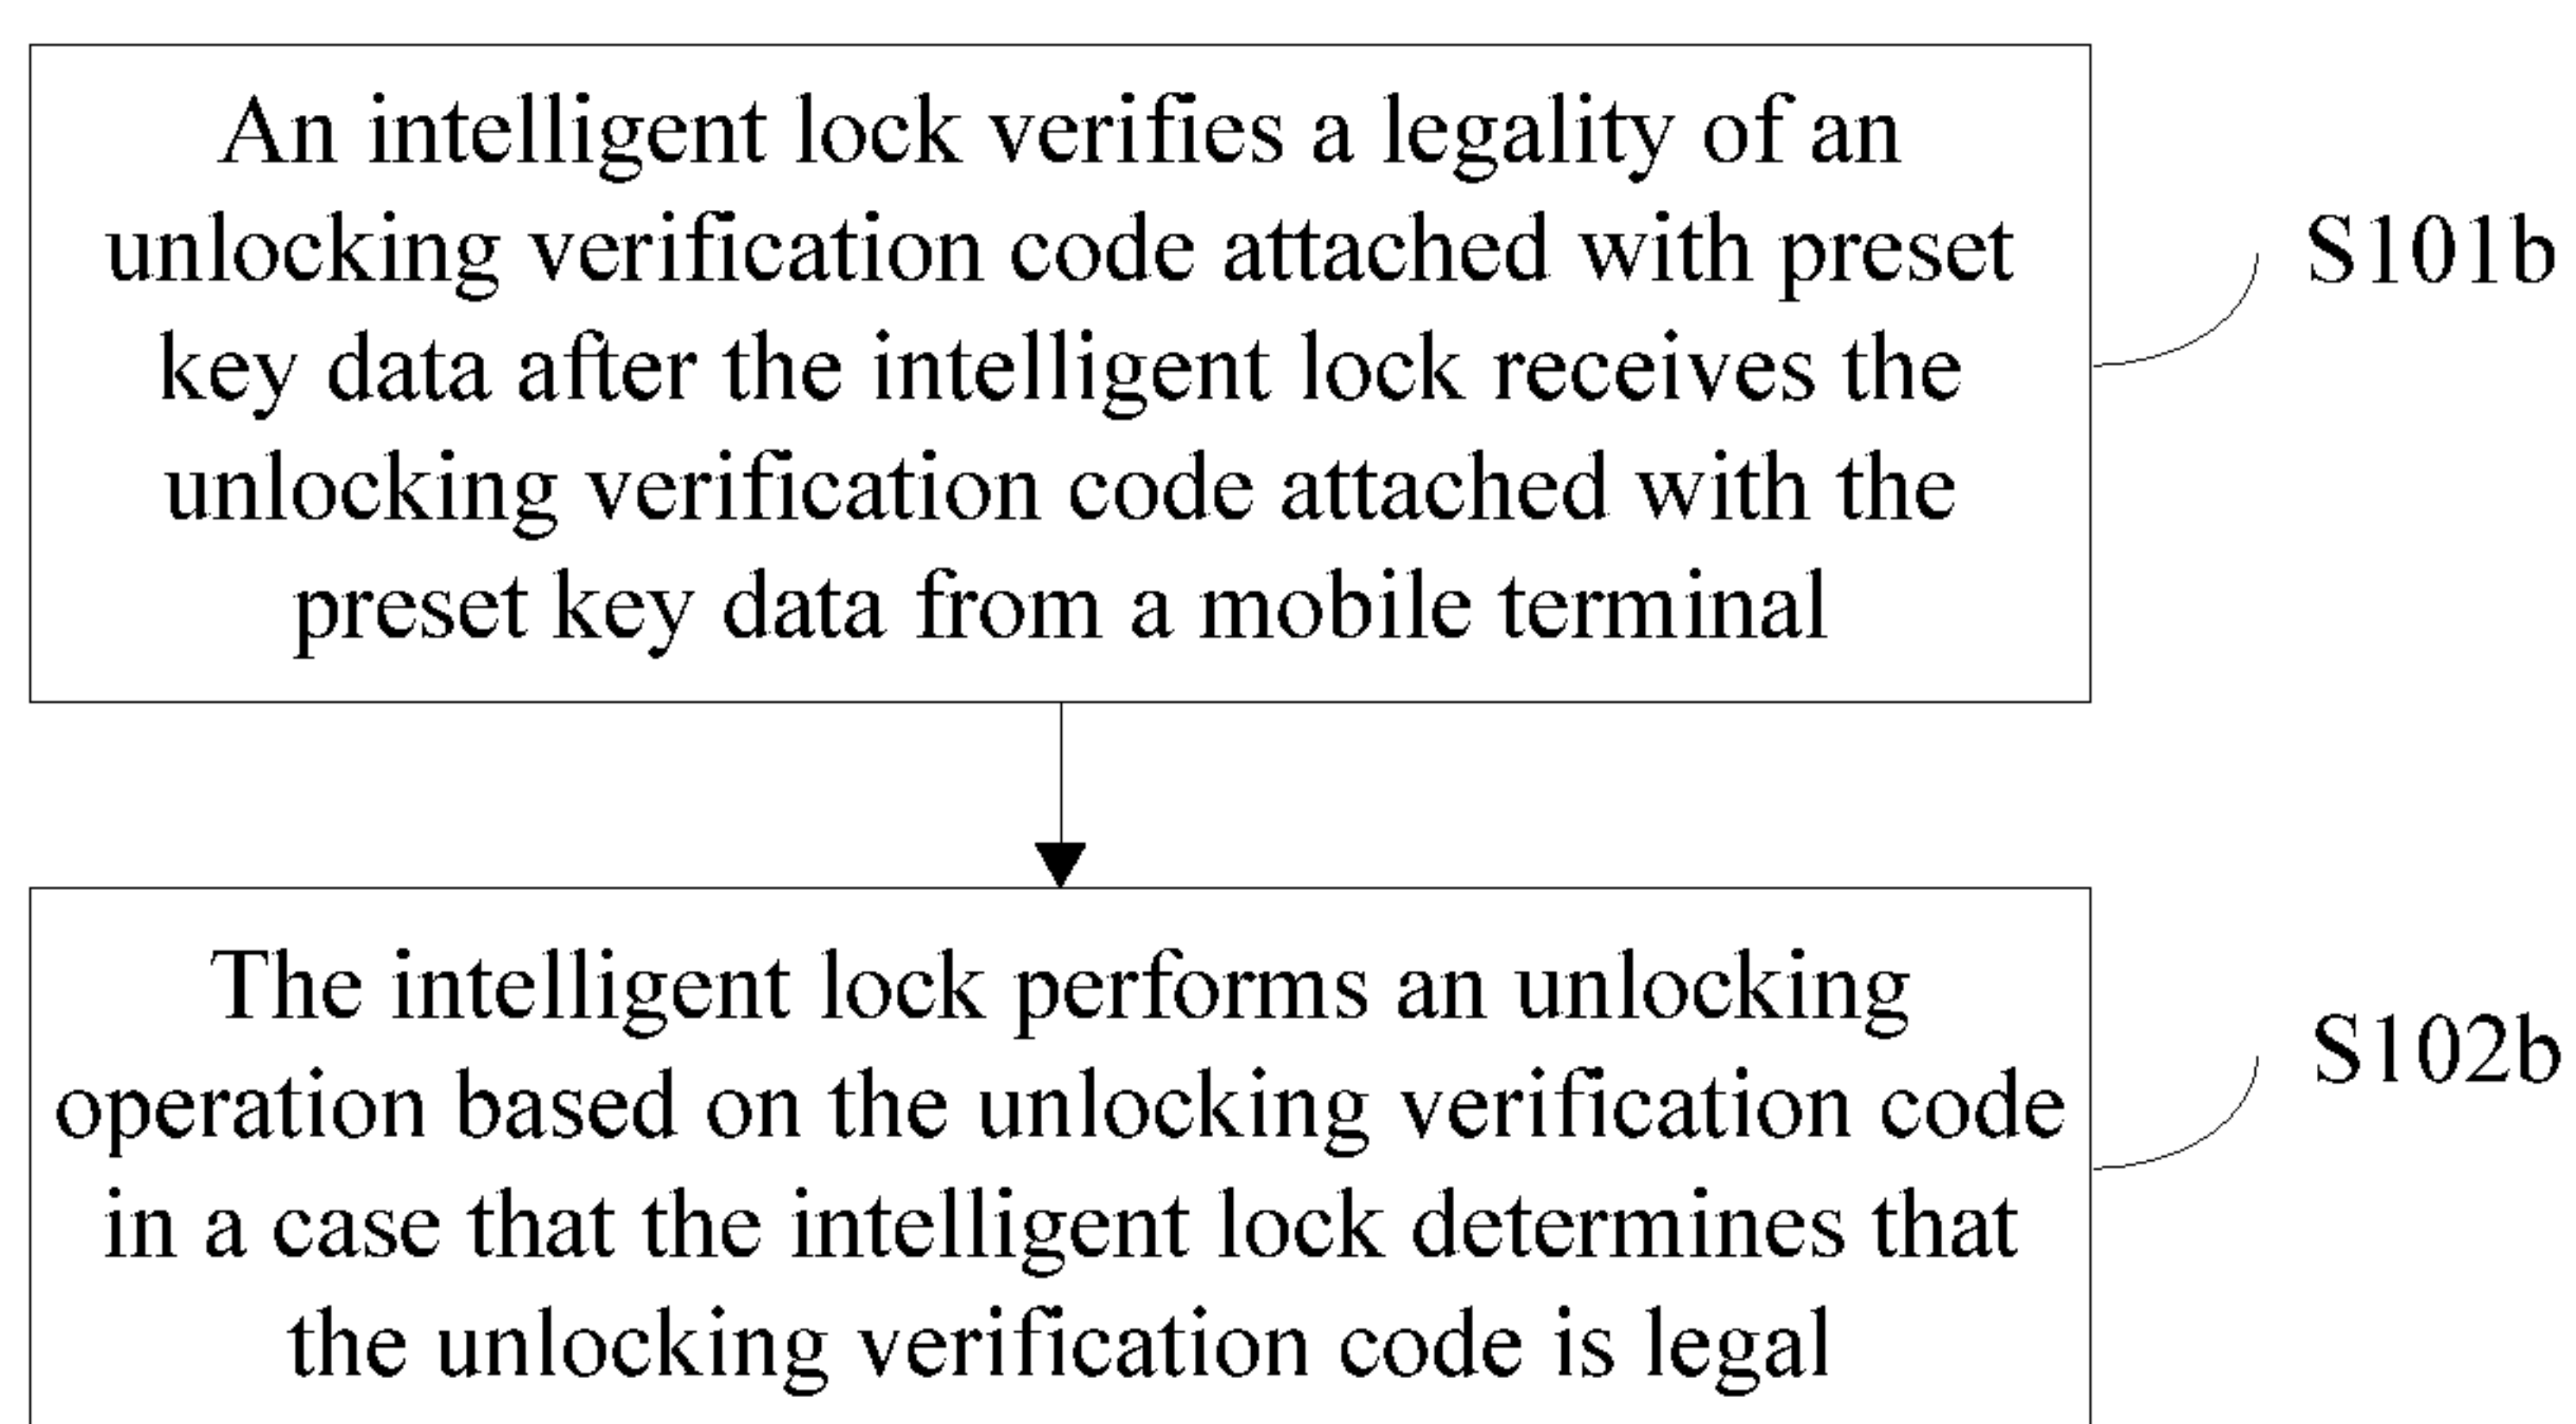 An intelligent lock verifies a legality of an
unlocking verification code attached with preset
key data after the intelligent lock receives the
unlocking verification code attached with the
preset key data from a mobile terminal
S101b
The intelligent lock performs an unlocking
operation based on the unlocking verification code
in a case that the intelligent lock determines that
the unlocking verification code is legal
S102b